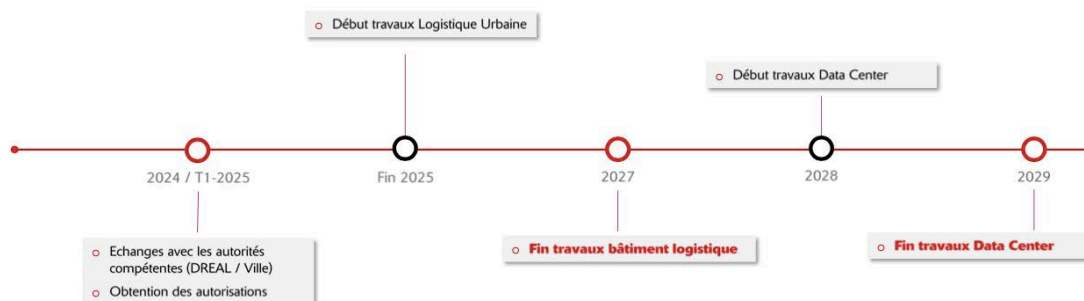 Début travaux Logistique Urbaine
Début travaux Data Center
2024 / T1-2025
Fin 2025
2027
2028
2029
Echanges avec les autorités
compétentes (DREAL / Ville)
Obtention des autorisations
Fin travaux bâtiment logistique
Fin travaux Data Center